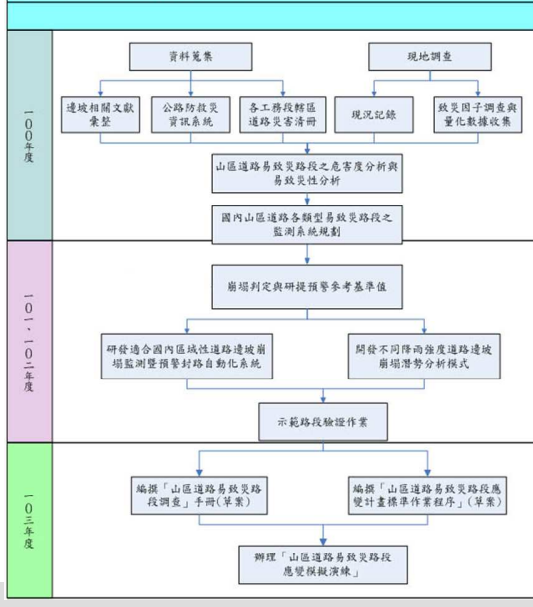 一○○年度
資料蒐集
現地調查
邊坡相關文獻
彙整
公路防救災
資訊系統
各工務段轄區
道路災害清冊
現況記錄
致災因子調查與
量化數據收集
山區道路易致災路段之危害度分析與
易致災性分析
國內山區道路各類型易致災路段之
監測系統規劃
一○一、一○二年度
崩塌判定與研提預警參考基準值
研發適合國內區域性道路邊坡崩
塌監測暨預警封路自動化系統
開發不同降雨強度道路邊坡
崩塌潛勢分析模式
示範路段驗證作業
一○三年度
編撰「山區道路易致災路
段調查」手冊(草案)
編撰「山區道路易致災路段應
變計畫標準作業程序」(草案)
辦理「山區道路易致災路段
應變模擬演練」